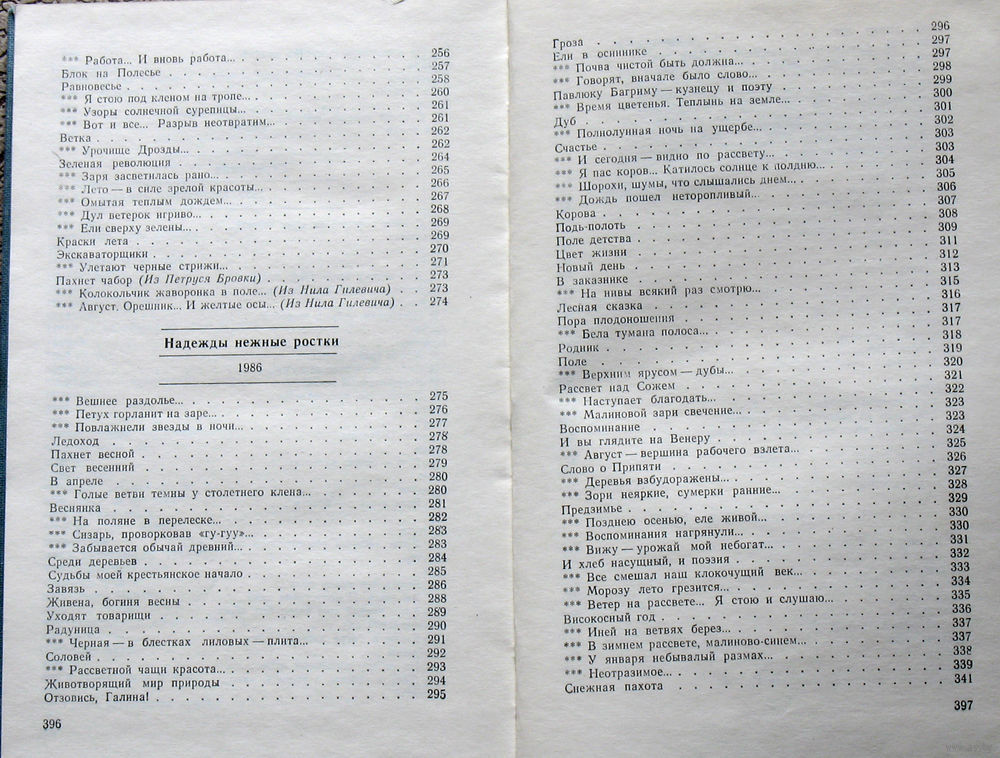 *** Работа... И вновь работа... 256
Блок на Полесье 257
Равновесье 258
*** Я стою под кленом на тропе... 260
*** Узоры солнечной сурепицы... 261
*** Вот и все... Разрыв неотвратим... 261
Ветка 262
*** Урочище Дрозды... 262
Зеленая революция 264
*** Заря засветилась рано... 265
*** Лето — в силе зрелой красоты... 266
*** Омытая теплым дождем... 267
*** Дул ветерок игриво... 268
*** Ели сверху зелены... 269
Краски лета 269
Экскаваторщики 270
*** Улетают черные стрижи... 271
Пахнет чабор (Из Петруся Бровки) 273
*** Колокольчик жаворонка в поле... (Из Нила Гилевича) 273
*** Август. Орешник... И желтые осы... (Из Нила Гилевича) 274
Надежды нежные ростки
1986
*** Вешнее раздолье... 275
*** Петух горланит на заре... 276
*** Повлажнели звезды в ночи... 277
Ледоход 278
Пахнет весной 278
Свет весенний 279
В апреле 280
*** Голые ветви темны у столетнего клена... 280
Веснянка 281
*** На поляне в перелеске... 282
*** Сизарь, проворковав «гу-гуу»... 283
*** Забывается обычай древний... 283
Среди деревьев 284
Судьбы моей крестьянское начало 285
Завязь 286
Живена, богиня весны 288
Уходят товарищи 289
Радуница 290
*** Черная — в блестках лиловых — плита... 291
Соловей 292
*** Рассветной чащи красота... 293
Животворящий мир природы 294
Отзовись, Галина! 295
396
Гроза 296
Ели в осиннике 297
*** Почва чистой быть должна... 297
*** Говорят, вначале было слово... 298
Павлюку Багриму — кузнецу и поэту 299
*** Время цветенья. Теплынь на земле... 300
Дуб 301
*** Полнолунная ночь на ущербе... 302
Счастье 303
*** И сегодня — видно по рассвету... 303
*** Я пас коров... Катилось солнце к полдню... 304
*** Шорохи, шумы, что слышались днем... 305
*** Дождь пошел неторопливый... 306
Корова 307
Подь-полоть 308
Поле детства 309
Цвет жизни 311
Новый день 312
В заказнике 313
*** На нивы всякий раз смотрю... 315
Лесная сказка 316
Пора плодоношения 317
*** Бела тумана полоса... 317
Родник 318
Поле 319
*** Верхним ярусом — дубы... 320
Рассвет над Сожем 321
*** Наступает благодать... 322
*** Малиновой зари свечение... 323
Воспоминание 323
И вы глядите на Венеру 324
*** Август — вершина рабочего взлета... 325
Слово о Припяти 326
*** Деревья взбудоражены... 327
*** Зори неяркие, сумерки ранние... 328
Предзимье 329
*** Позднею осенью, еле живой... 330
*** Воспоминания нагрянули... 330
*** Вижу — урожай мой небогат... 331
И хлеб насущный, и поэзия 332
*** Все смешал наш клокочущий век... 333
*** Морозу лето грезится... 334
*** Ветер на рассвете... Я стою и слушаю... 335
Високосный год 336
*** Иней на ветвях берез... 337
*** В зимнем рассвете, малиново-синем... 337
*** У января небывалый размах... 338
*** Неотразимое... 339
Снежная пахота 341
397